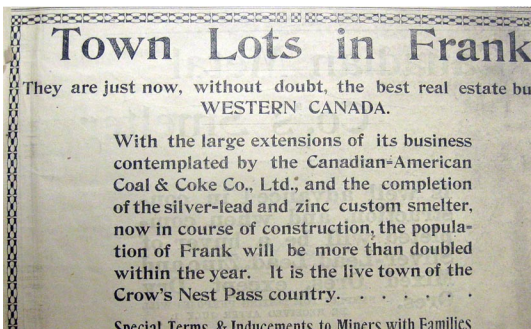 Town Lots in Frank
They are just now, without doubt, the best real estate bu
WESTERN CANADA.
With the large extensions of its business
contemplated by the Canadian=American
Coal & Coke Co., Ltd., and the completion
of the silver-lead and zinc custom smelter,
now in course of construction, the popula=
tion of Frank will be more than doubled
within the year. It is the live town of the
Crow's Nest Pass country. . . . . . .
Special Terms & Inducements to Miners with Families